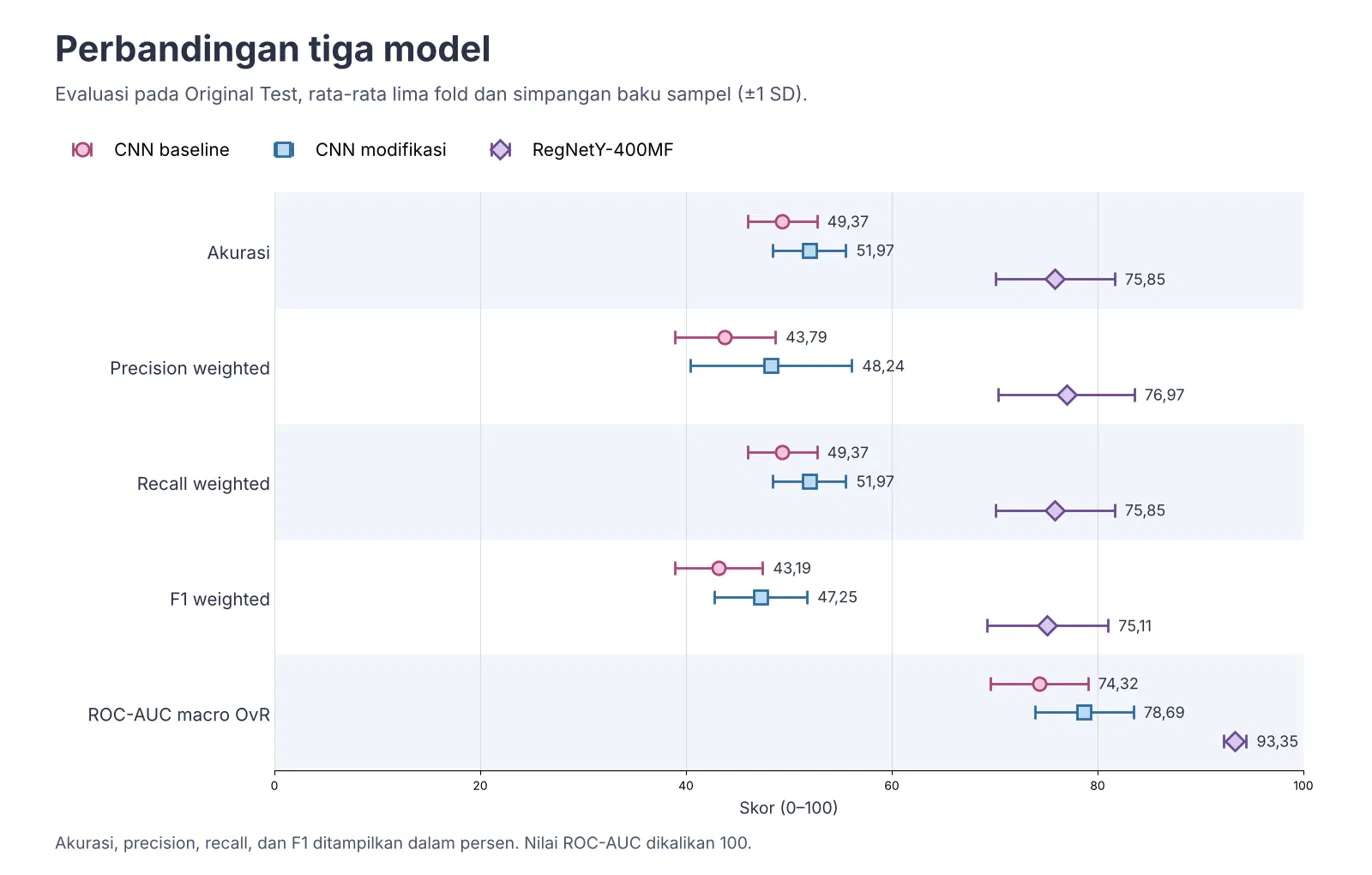 Perbandingan tiga model
Evaluasi pada Original Test, rata-rata lima fold dan simpangan baku sampel (±1 SD).
CNN baseline
CNN modifikasi
RegNetY-400MF
Akurasi
49,37
51,97
75,85
Precision weighted
43,79
48,24
76,97
Recall weighted
49,37
51,97
75,85
F1 weighted
43,19
47,25
75,11
ROC-AUC macro OvR
74,32
78,69
93,35
0 20 40 60 80 100
Skor (0–100)
Akurasi, precision, recall, dan F1 ditampilkan dalam persen. Nilai ROC-AUC dikalikan 100.